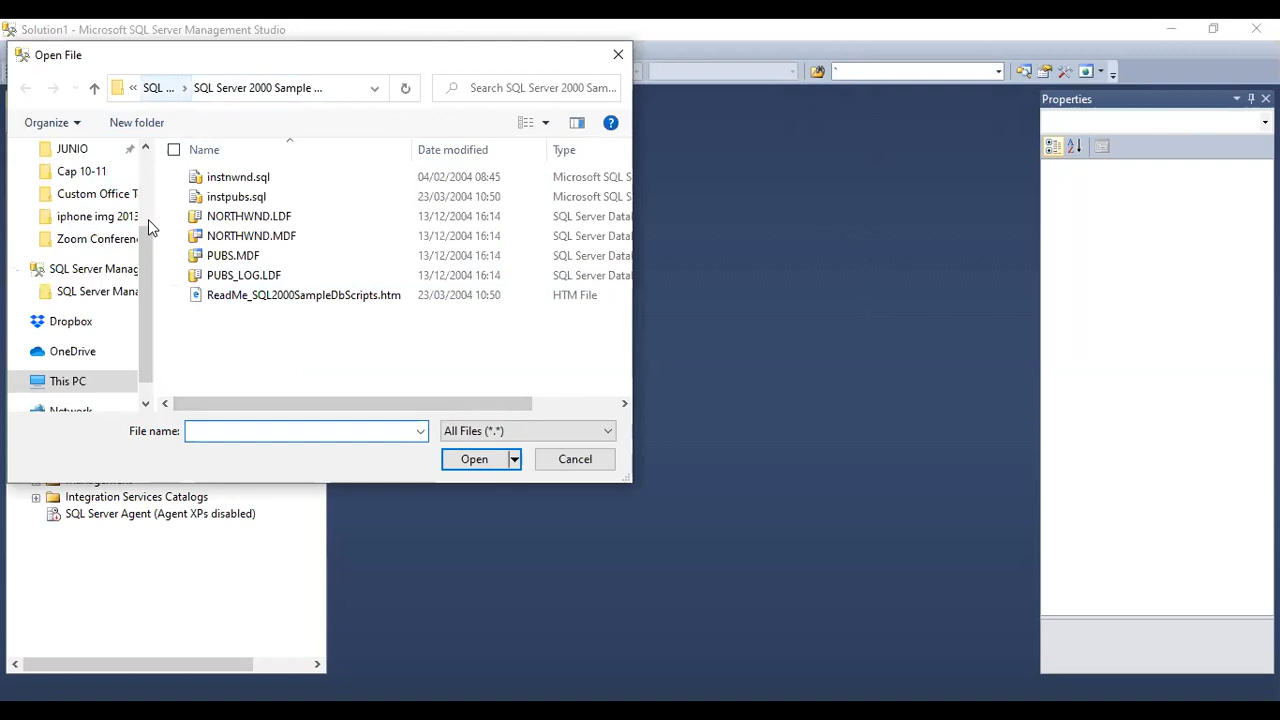 Solution1 - Microsoft SQL Server Management Studio
Open File
« SQL ... › SQL Server 2000 Sample ...
Search SQL Server 2000 Sam...
Organize
New folder
JUNIO
Cap 10-11
Custom Office T
iphone img 2013
Zoom Conferen
SQL Server Manag
SQL Server Mana
Dropbox
OneDrive
This PC
Network
Name Date modified Type
instnwnd.sql 04/02/2004 08:45 Microsoft SQL S
instpubs.sql 23/03/2004 10:50 Microsoft SQL S
NORTHWND.LDF 13/12/2004 16:14 SQL Server Datab
NORTHWND.MDF 13/12/2004 16:14 SQL Server Datab
PUBS.MDF 13/12/2004 16:14 SQL Server Datab
PUBS_LOG.LDF 13/12/2004 16:14 SQL Server Datab
ReadMe_SQL2000SampleDbScripts.htm 23/03/2004 10:50 HTM File
File name:
All Files (*.*)
Open
Cancel
Integration Services Catalogs
SQL Server Agent (Agent XPs disabled)
Properties